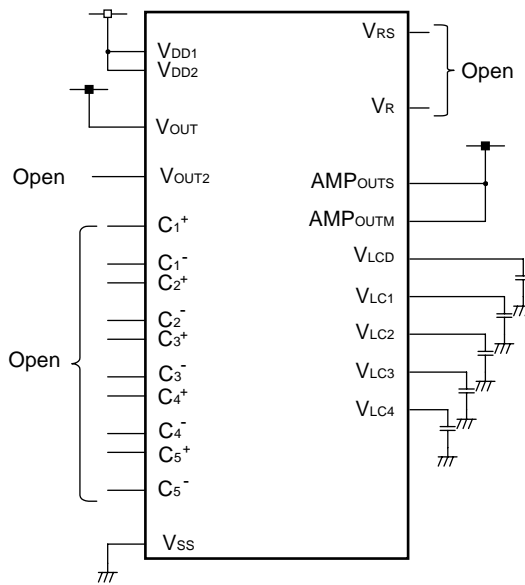 VDD1
VDD2
VOUT
Open
VOUT2
C1+
C1-
C2+
C2-
C3+
Open
C3-
C4+
C4-
C5+
C5-
VSS
VRS
Open
VR
AMPOUTS
AMPOUTM
VLCD
VLC1
VLC2
VLC3
VLC4